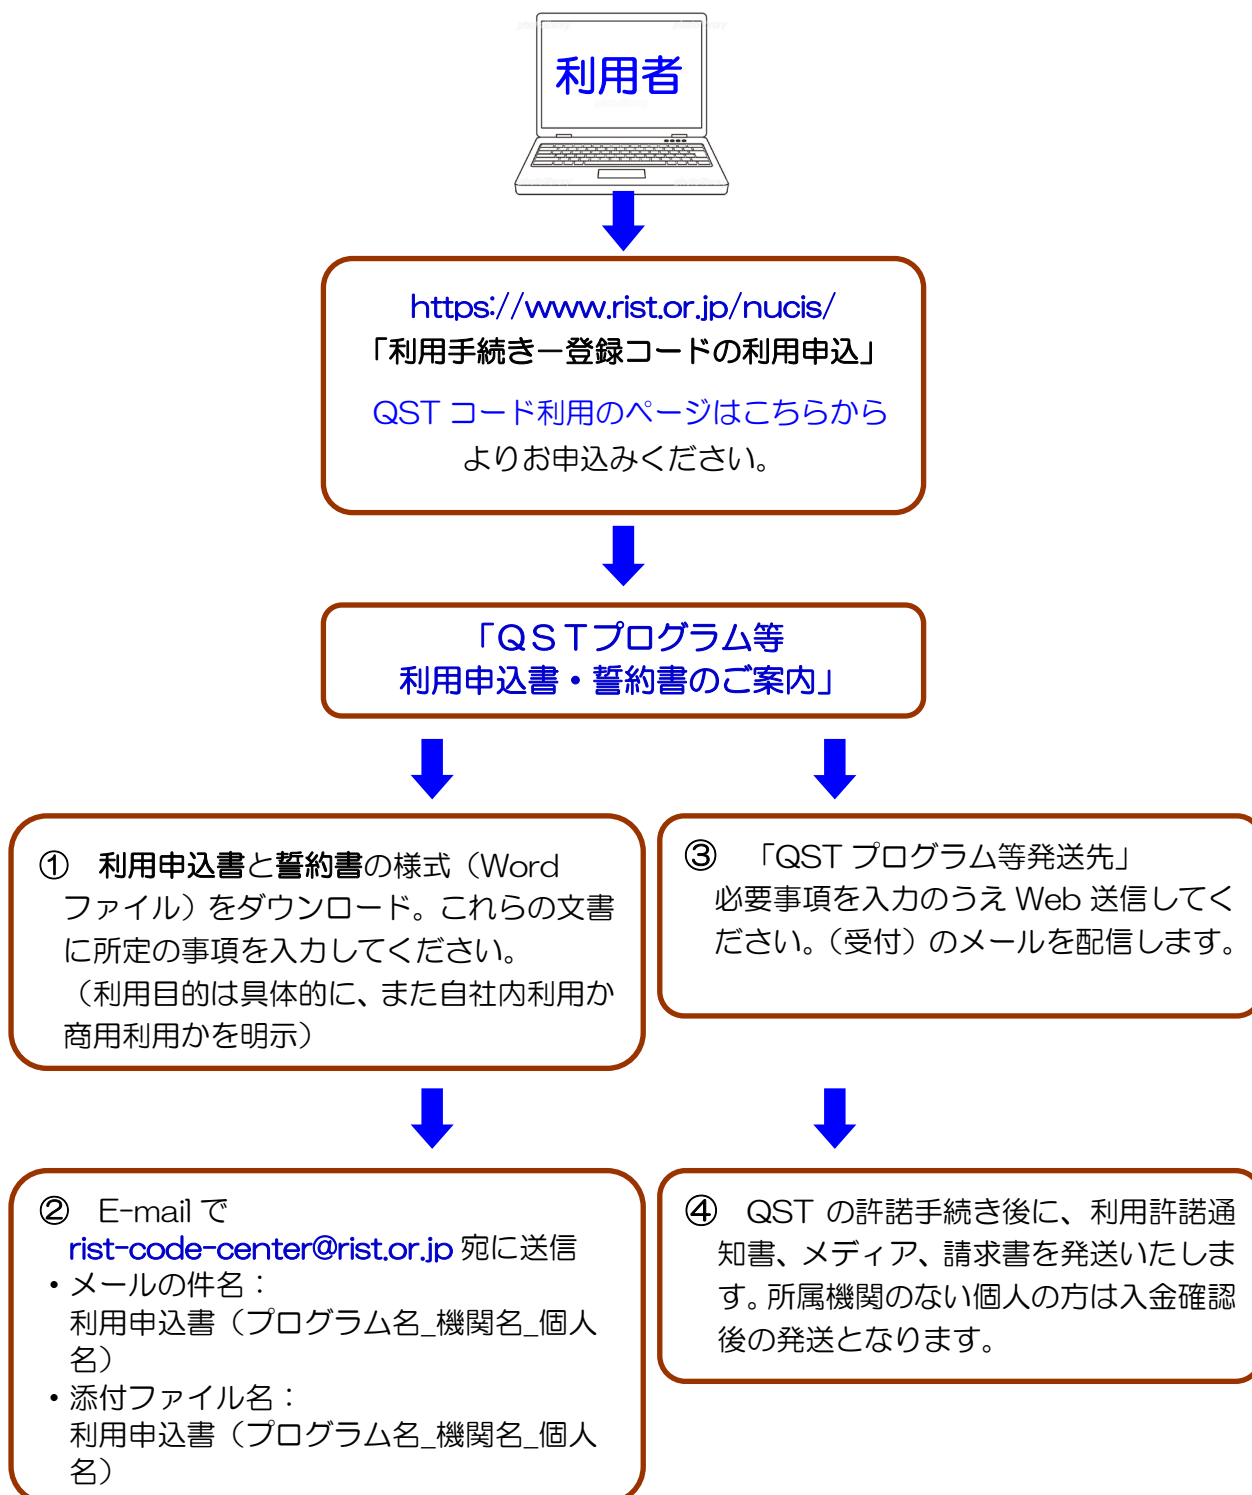 利用者
https://www.rist.or.jp/nucis/
「利用手続き－登録コードの利用申込」
QST コード利用のページはこちらから
よりお申込みください。
「ＱＳＴプログラム等
利用申込書・誓約書のご案内」
① 利用申込書と誓約書の様式（Word
ファイル）をダウンロード。これらの文書
に所定の事項を入力してください。
（利用目的は具体的に、また自社内利用か
商用利用かを明示）
② E-mail で
rist-code-center@rist.or.jp 宛に送信
・メールの件名：
利用申込書（プログラム名_機関名_個人
名）
・添付ファイル名：
利用申込書（プログラム名_機関名_個人
名）
③ 「QST プログラム等発送先」
必要事項を入力のうえ Web 送信してく
ださい。（受付）のメールを配信します。
④ QST の許諾手続き後に、利用許諾通
知書、メディア、請求書を発送いたしま
す。所属機関のない個人の方は入金確認
後の発送となります。